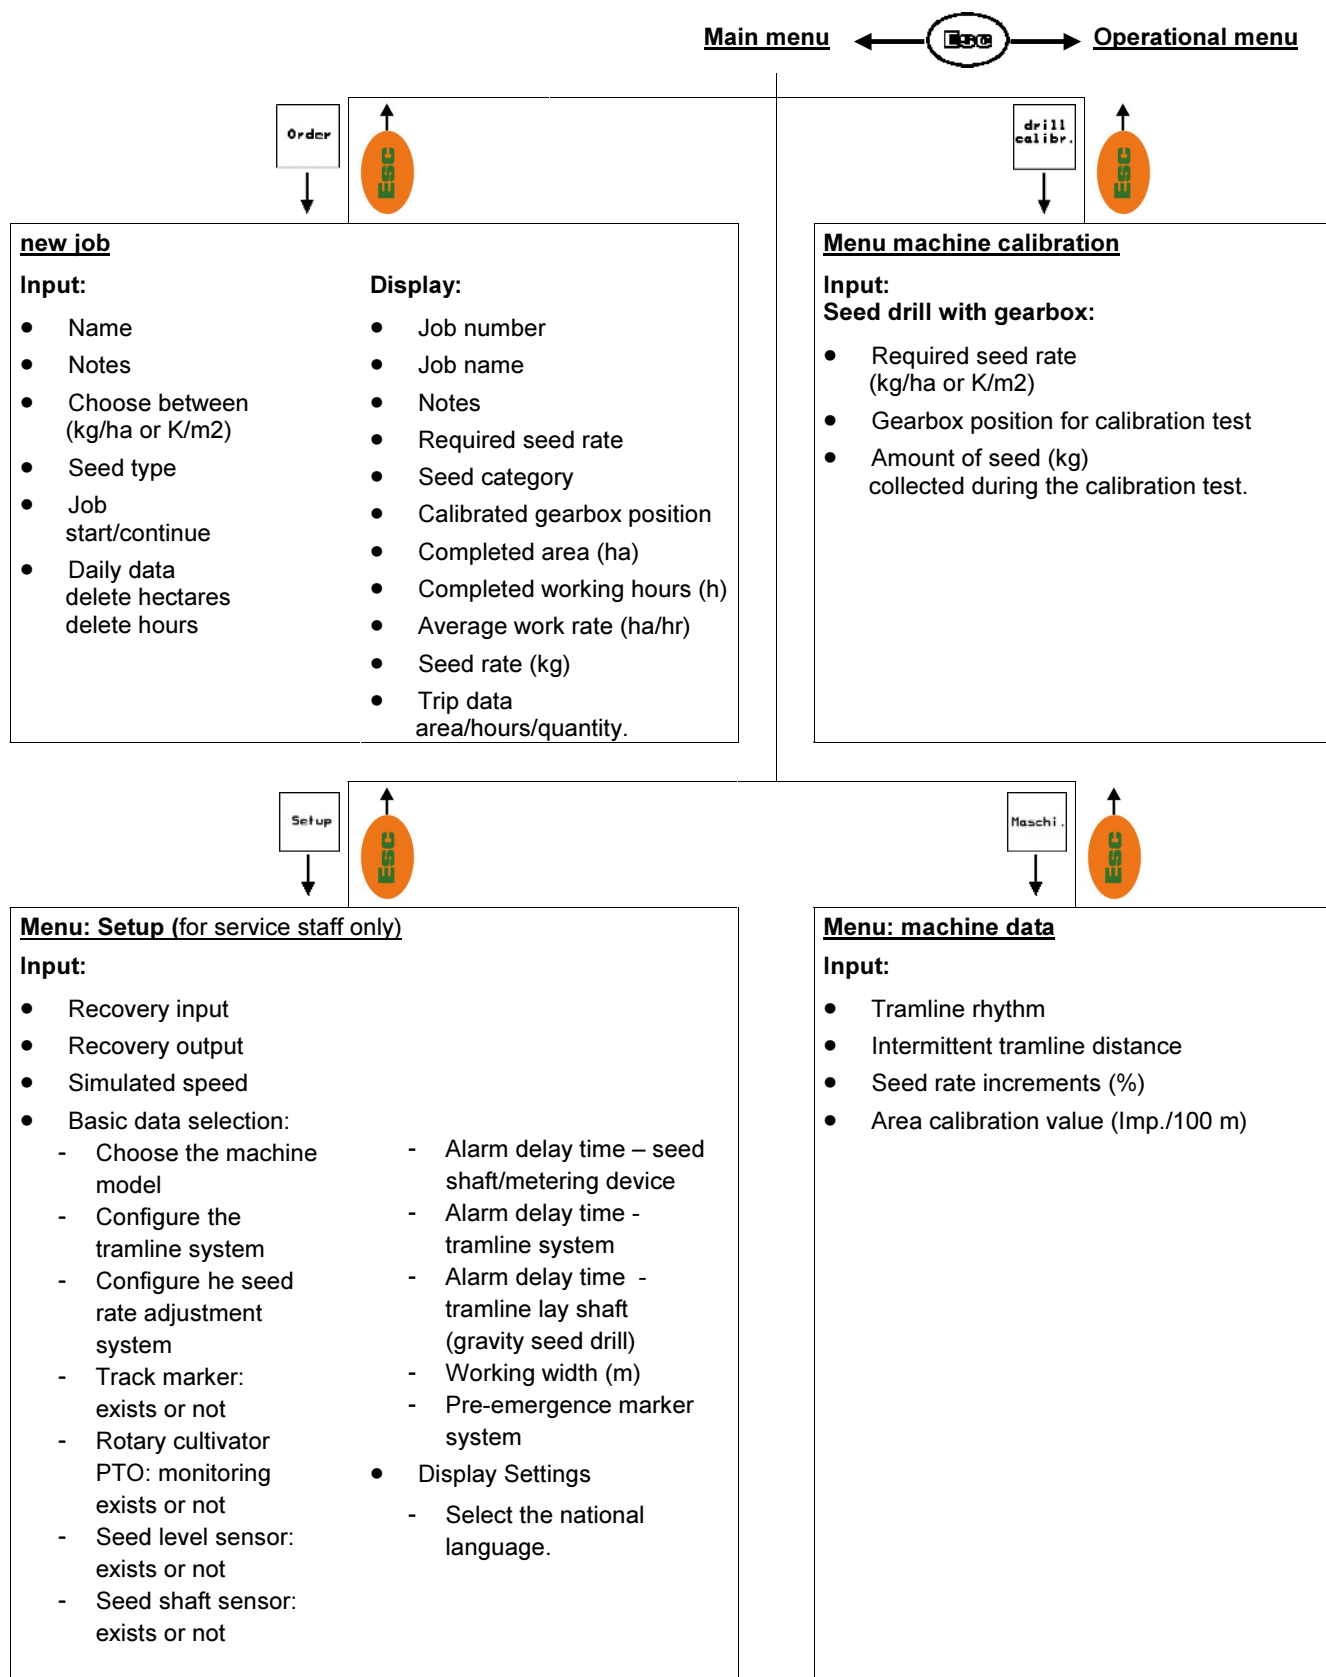 Main menu
Esc
Operational menu
Order
Esc
drill
calibr.
Esc
new job
Input:
● Name
● Notes
● Choose between
(kg/ha or K/m2)
● Seed type
● Job
start/continue
● Daily data
delete hectares
delete hours
Display:
● Job number
● Job name
● Notes
● Required seed rate
● Seed category
● Calibrated gearbox position
● Completed area (ha)
● Completed working hours (h)
● Average work rate (ha/hr)
● Seed rate (kg)
● Trip data
area/hours/quantity.
Menu machine calibration
Input:
Seed drill with gearbox:
● Required seed rate
(kg/ha or K/m2)
● Gearbox position for calibration test
● Amount of seed (kg)
collected during the calibration test.
Setup
Esc
Maschi.
Esc
Menu: Setup (for service staff only)
Input:
● Recovery input
● Recovery output
● Simulated speed
● Basic data selection:
- Choose the machine
model
- Configure the
tramline system
- Configure he seed
rate adjustment
system
- Track marker:
exists or not
- Rotary cultivator
PTO: monitoring
exists or not
- Seed level sensor:
exists or not
- Seed shaft sensor:
exists or not
- Alarm delay time – seed
shaft/metering device
- Alarm delay time -
tramline system
- Alarm delay time -
tramline lay shaft
(gravity seed drill)
- Working width (m)
- Pre-emergence marker
system
● Display Settings
- Select the national
language.
Menu: machine data
Input:
● Tramline rhythm
● Intermittent tramline distance
● Seed rate increments (%)
● Area calibration value (Imp./100 m)